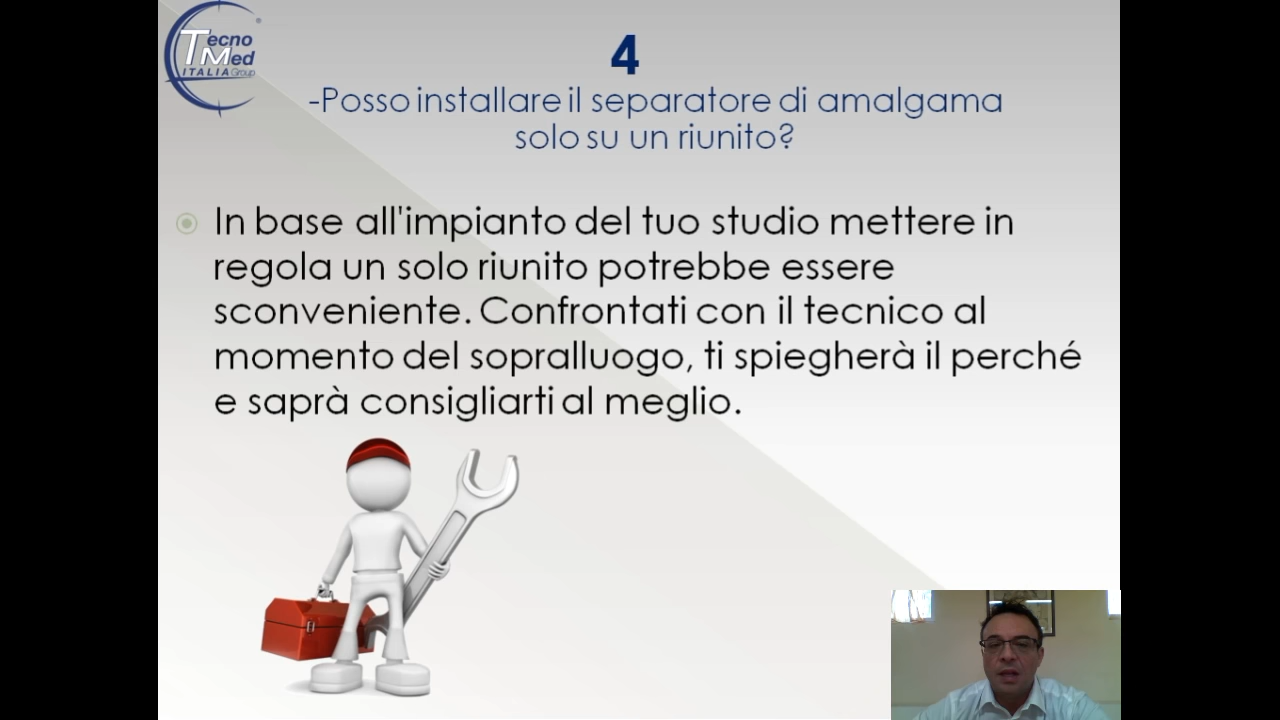 Tecno
Med
ITALIA Group
®
4
-Posso installare il separatore di amalgama
solo su un riunito?
In base all'impianto del tuo studio mettere in
regola un solo riunito potrebbe essere
sconveniente. Confrontati con il tecnico al
momento del sopralluogo, ti spiegherà il perché
e saprà consigliarti al meglio.